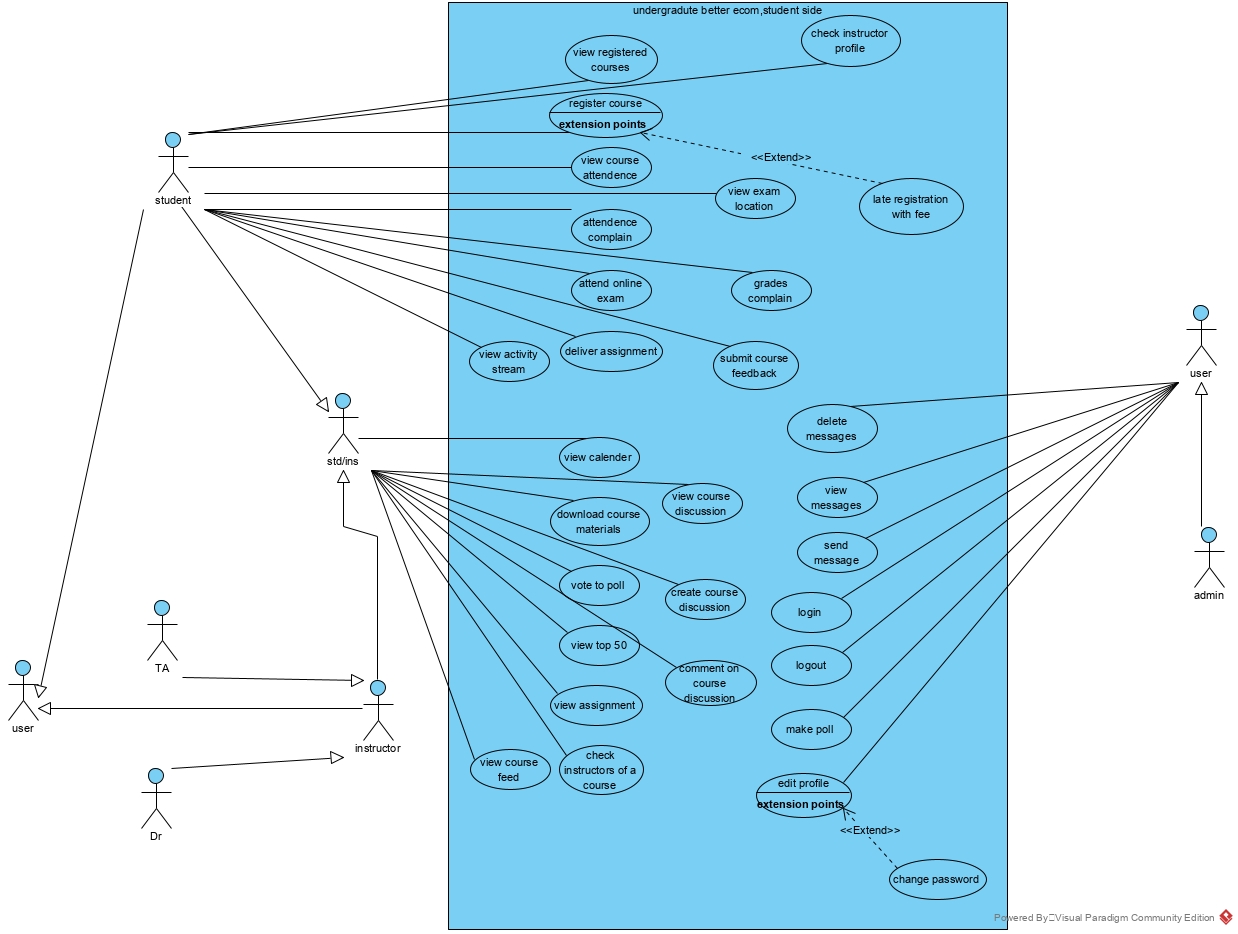 undergradute better ecom,student side
check instructor
profile
view registered
courses
register course
extension points
<<Extend>>
view course
attendence
view exam
location
late registration
with fee
student
attendence
complain
attend online
exam
grades
complain
view activity
stream
deliver assignment
submit course
feedback
user
delete
messages
std/ins
view calender
view
messages
view course
discussion
download course
materials
send
message
vote to poll
create course
discussion
login
admin
view top 50
logout
TA
comment on
course
discussion
user
view assignment
make poll
instructor
view course
feed
check
instructors of a
course
edit profile
extension points
<<Extend>>
Dr
change password
Powered By Visual Paradigm Community Edition